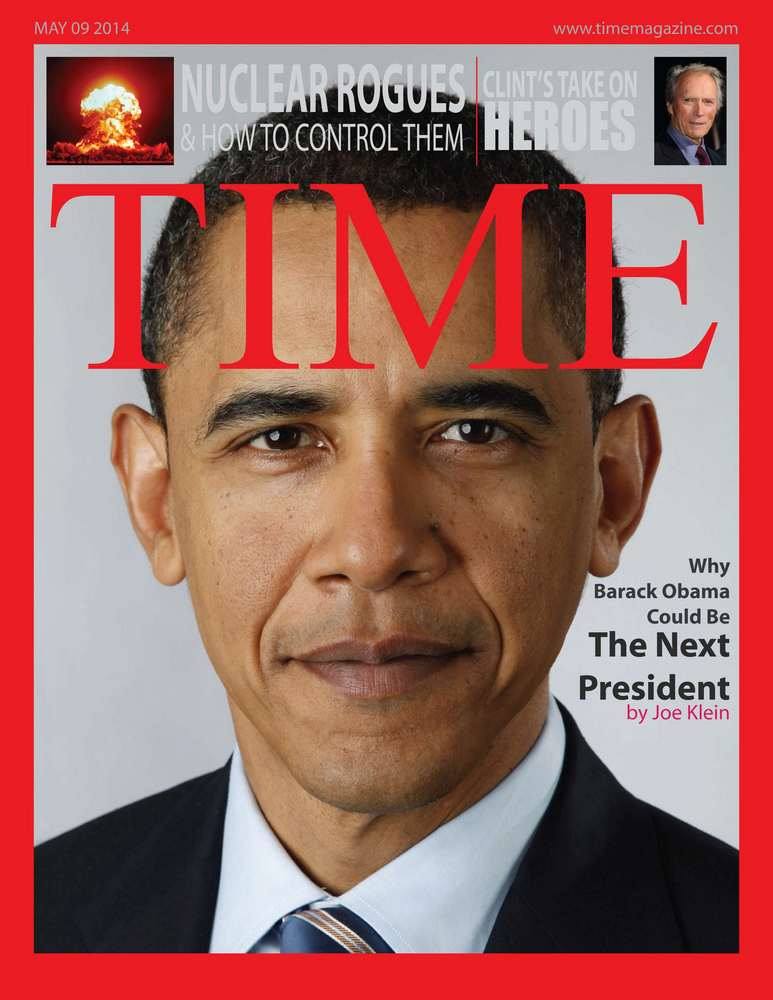 MAY 09 2014
www.timemagazine.com
NUCLEAR ROGUES
& HOW TO CONTROL THEM
CLINT'S TAKE ON
HEROES
TIME
Why
Barack Obama
Could Be
The Next
President
by Joe Klein